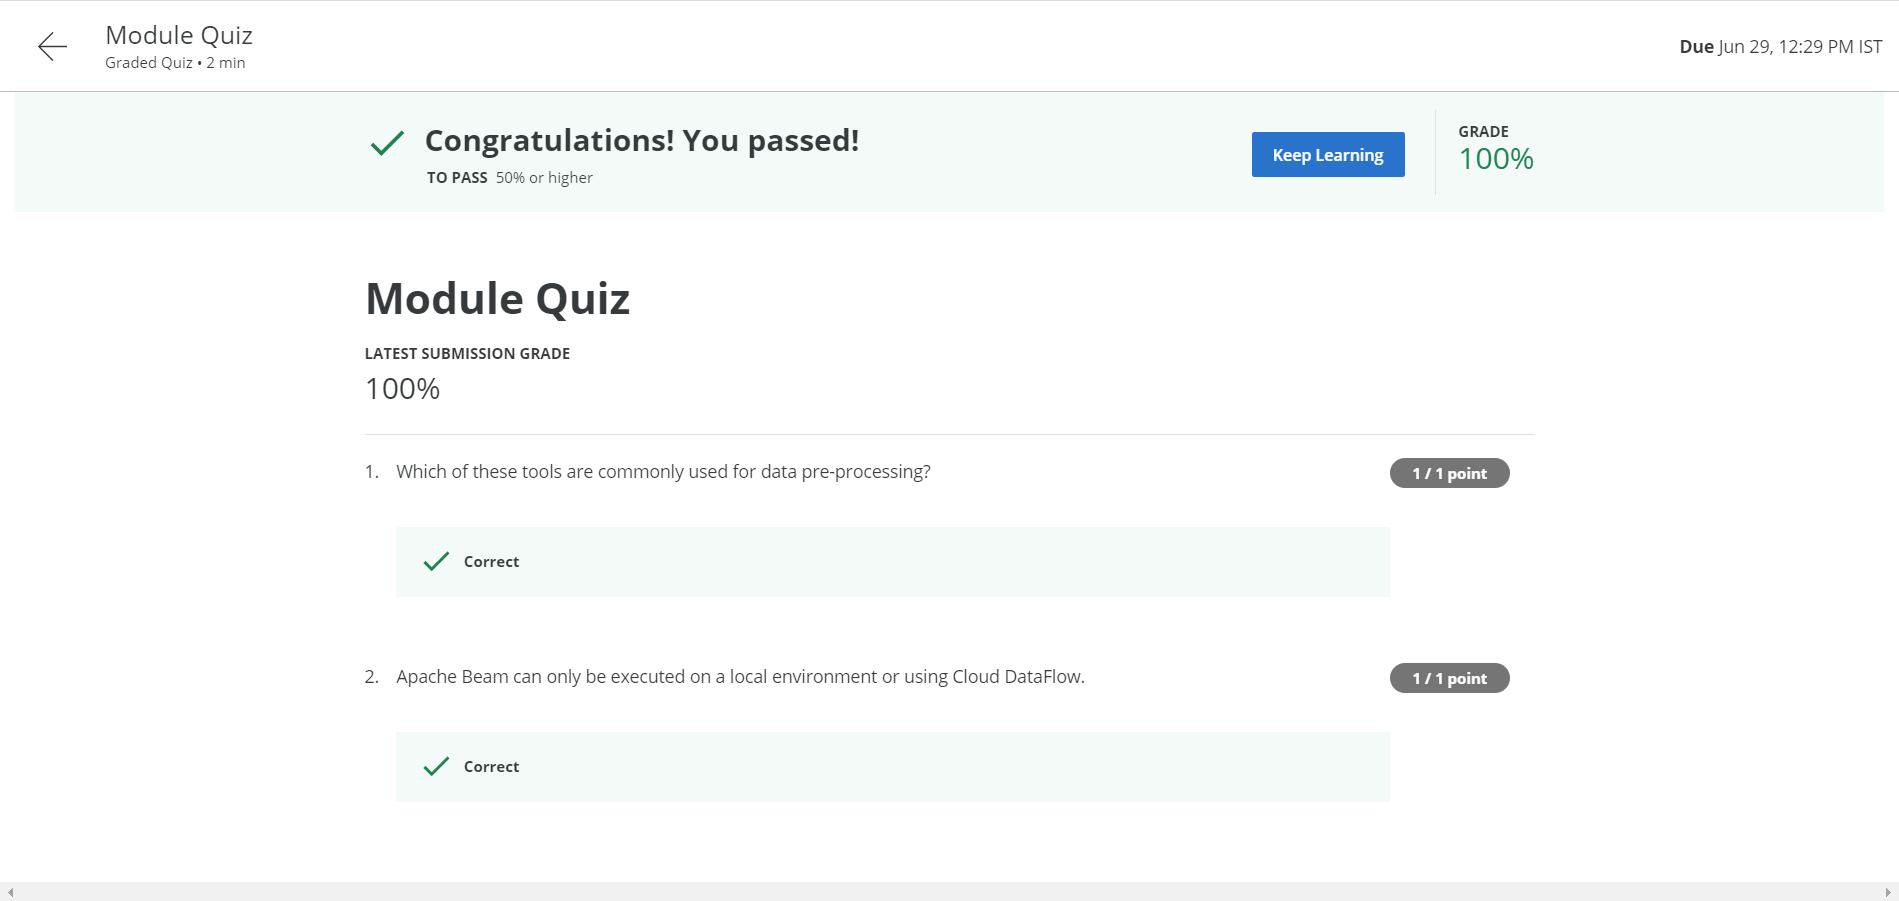 Module Quiz
Graded Quiz • 2 min
Due Jun 29, 12:29 PM IST
Congratulations! You passed!
TO PASS 50% or higher
Keep Learning
GRADE
100%
Module Quiz
LATEST SUBMISSION GRADE
100%
1. Which of these tools are commonly used for data pre-processing?
1 / 1 point
Correct
2. Apache Beam can only be executed on a local environment or using Cloud DataFlow.
1 / 1 point
Correct